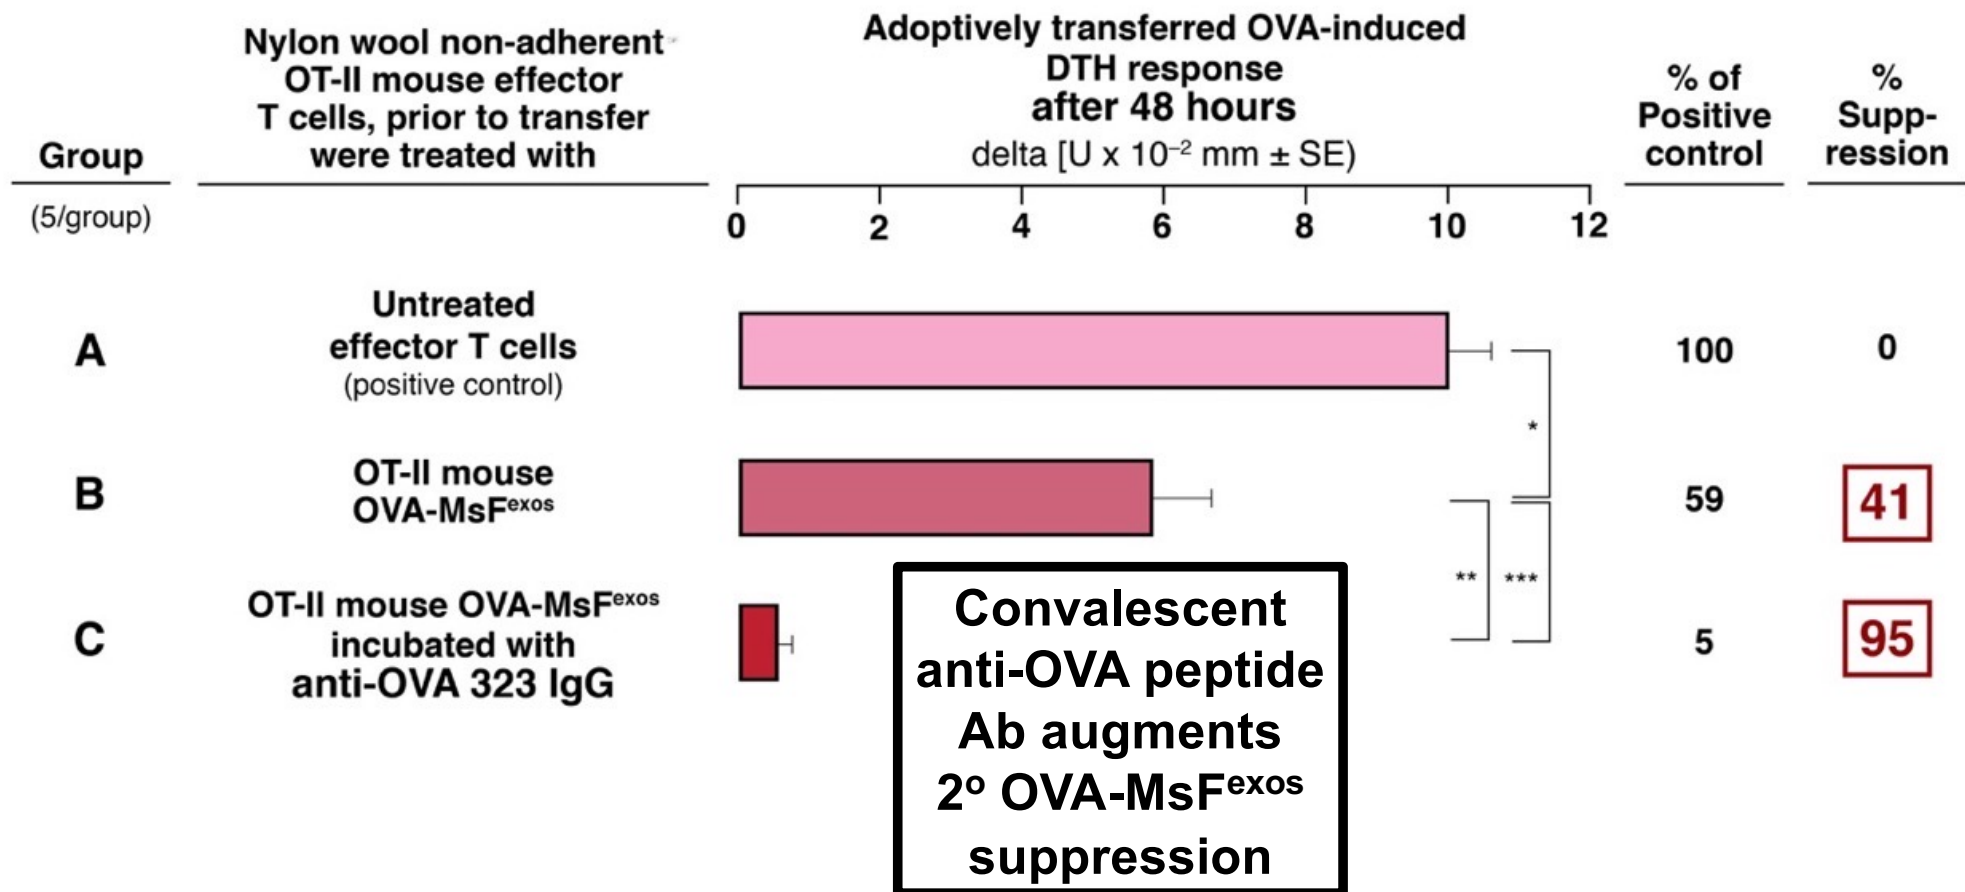 Group
(5/group)
Nylon wool non-adherent
OT-II mouse effector
T cells, prior to transfer
were treated with
Adoptively transferred OVA-induced
DTH response
after 48 hours
delta [U x 10⁻² mm ± SE)
% of
Positive
control
%
Supp-
ression
0 2 4 6 8 10 12
A
Untreated
effector T cells
(positive control)
100
0
*
B
OT-II mouse
OVA-MsFᵉˣᵒˢ
59
41
** ***
C
OT-II mouse OVA-MsFᵉˣᵒˢ
incubated with
anti-OVA 323 IgG
5
95
Convalescent
anti-OVA peptide
Ab augments
2º OVA-MsFᵉˣᵒˢ
suppression